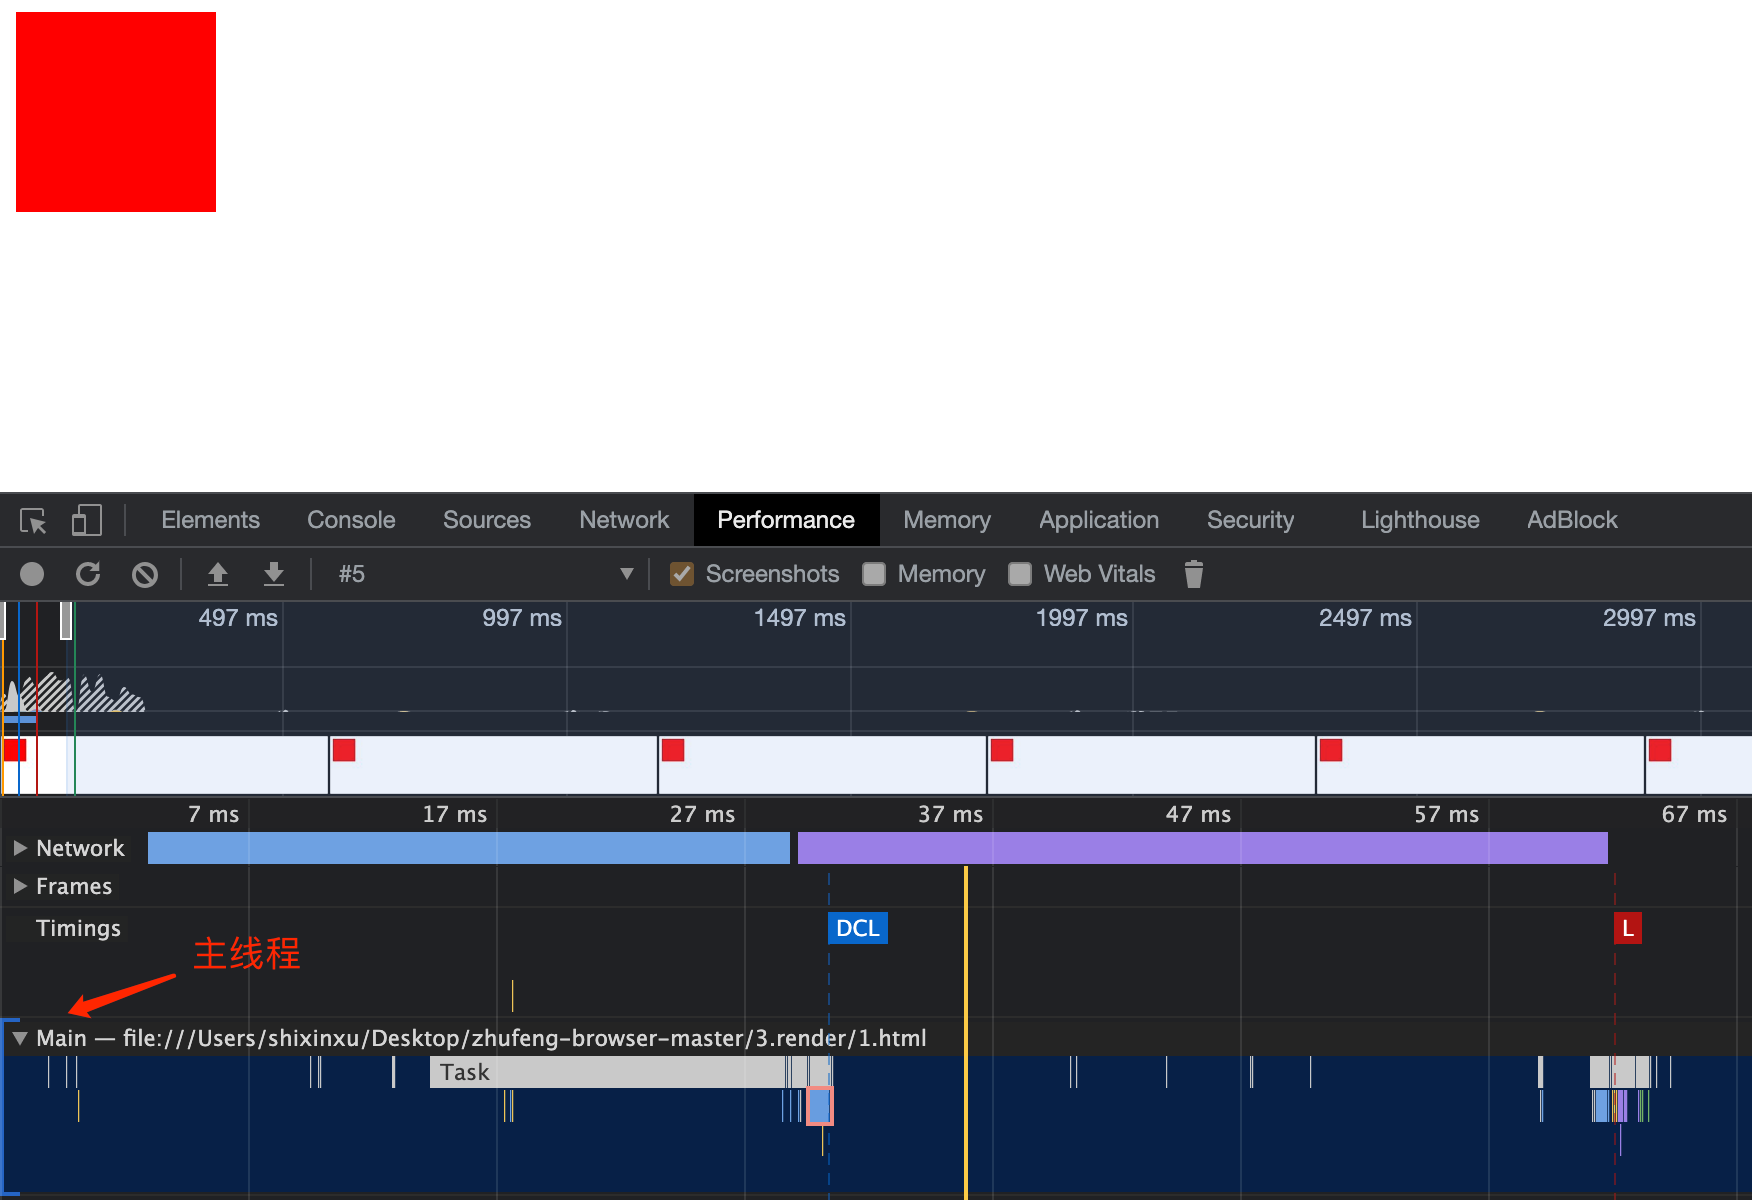 Elements Console Sources Network Performance Memory Application Security Lighthouse AdBlock
#5 Screenshots Memory Web Vitals
497 ms 997 ms 1497 ms 1997 ms 2497 ms 2997 ms
7 ms 17 ms 27 ms 37 ms 47 ms 57 ms 67 ms
Network
Frames
Timings DCL L
主线程
Main — file:///Users/shixinxu/Desktop/zhufeng-browser-master/3.render/1.html
Task